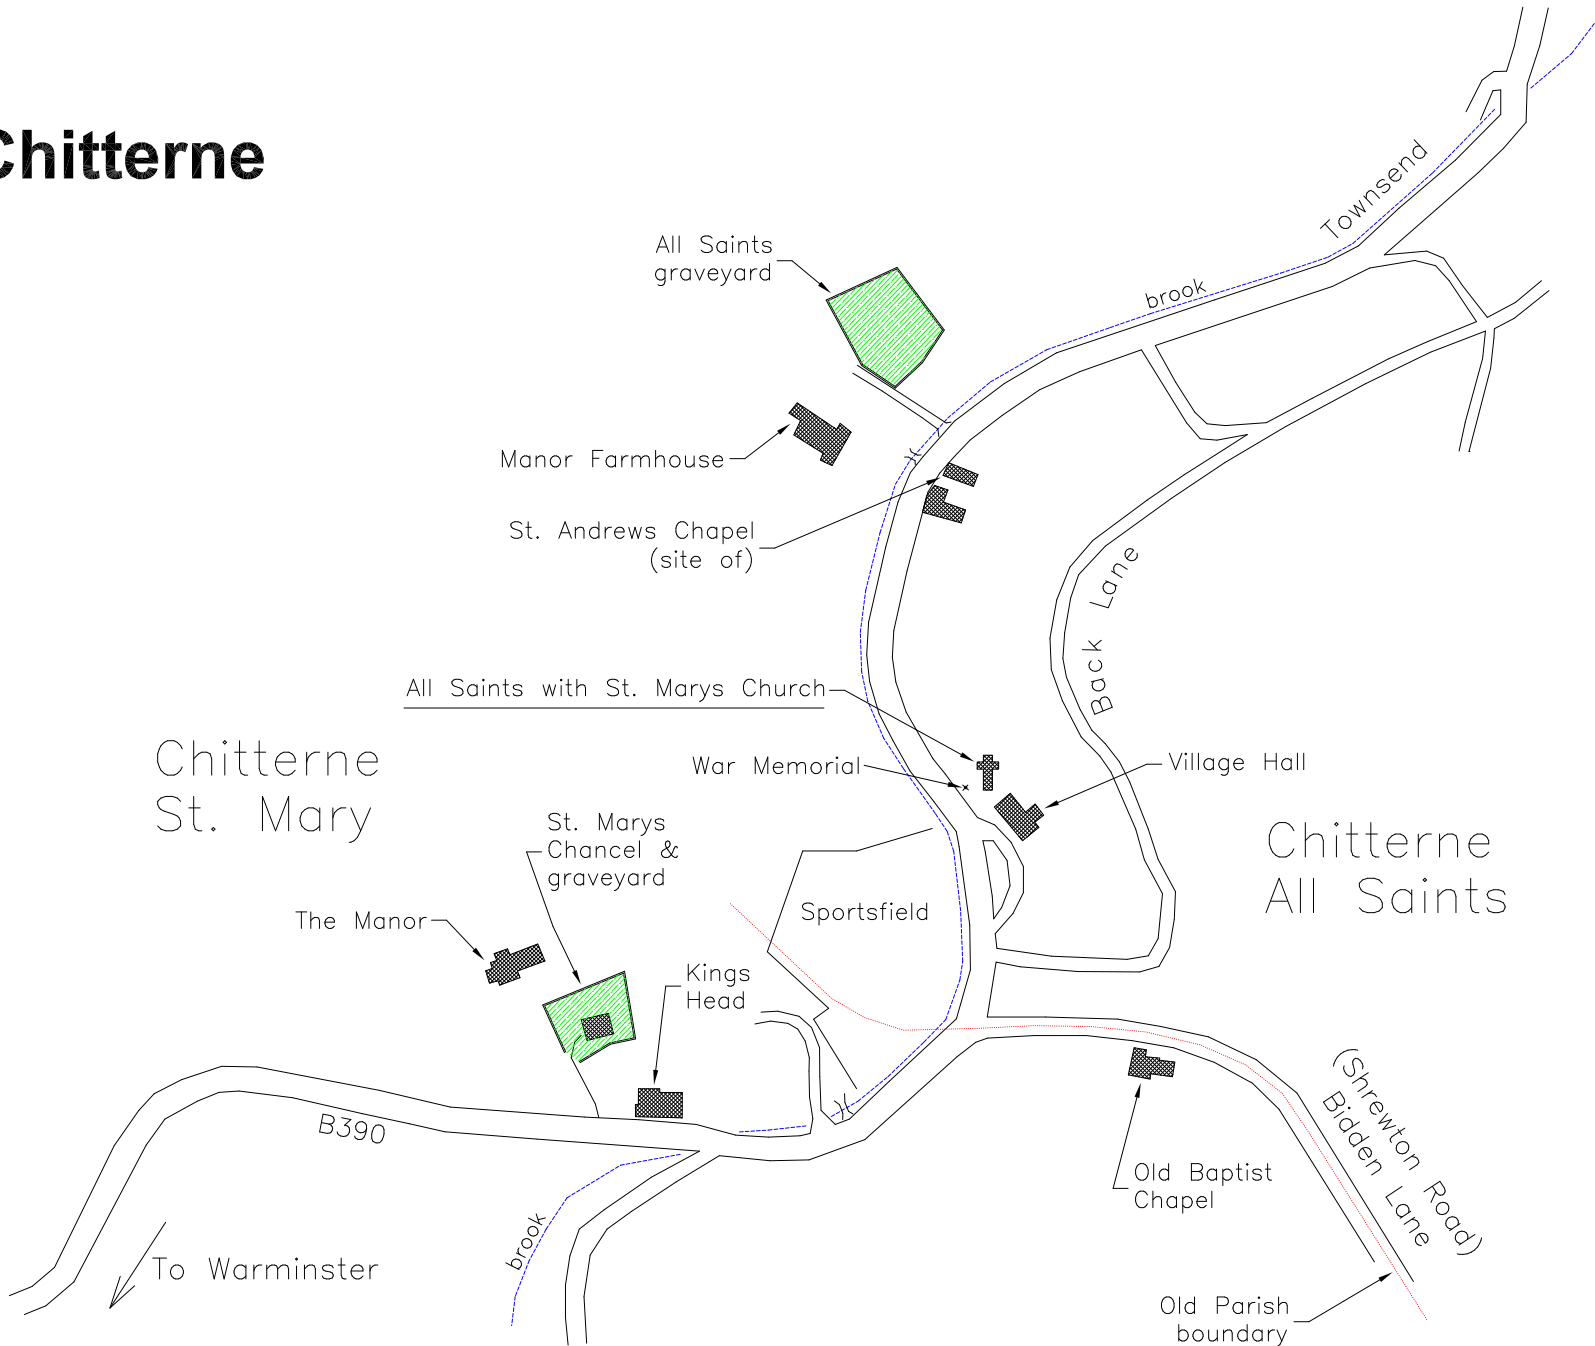 Chitterne
Townsend
All Saints
graveyard
brook
Manor Farmhouse
St. Andrews Chapel
(site of)
Back Lane
All Saints with St. Marys Church
Chitterne
St. Mary
War Memorial
Village Hall
St. Marys
Chancel &
graveyard
Chitterne
All Saints
The Manor
Sportsfield
Kings
Head
B390
(Shrewton Road)
Bidden Lane
Old Baptist
Chapel
brook
To Warminster
Old Parish
boundary